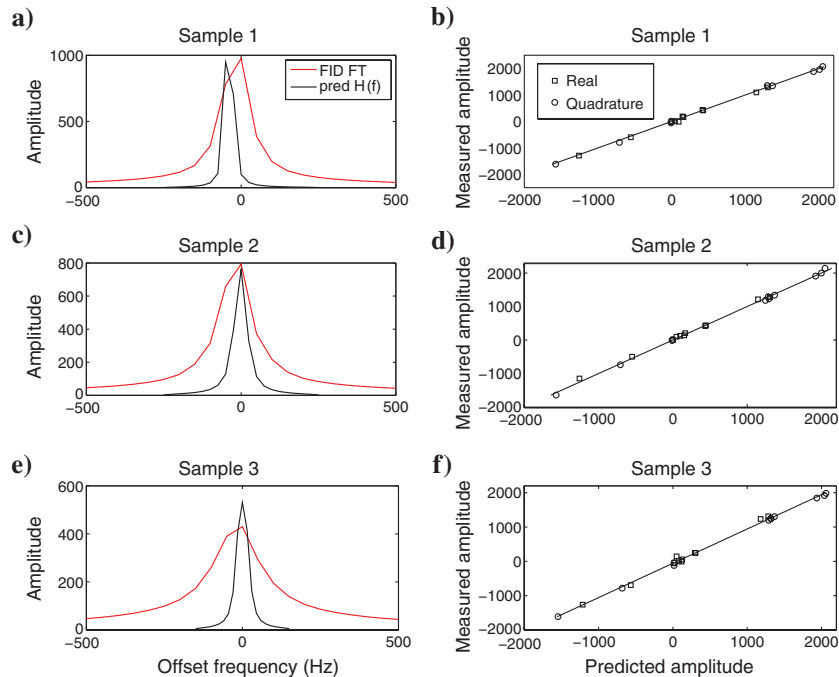 a)
Sample 1
Amplitude
1000
500
0
−500
0
500
FID FT
pred H(f)
b)
Sample 1
Measured amplitude
2000
1000
0
−1000
−2000
−2000
−1000
0
1000
2000
Real
Quadrature
c)
Sample 2
Amplitude
800
600
400
200
0
−500
0
500
d)
Sample 2
Measured amplitude
2000
1000
0
−1000
−2000
−2000
−1000
0
1000
2000
e)
Sample 3
Amplitude
600
400
200
0
−500
0
500
Offset frequency (Hz)
f)
Sample 3
Measured amplitude
2000
1000
0
−1000
−2000
−2000
−1000
0
1000
2000
Predicted amplitude